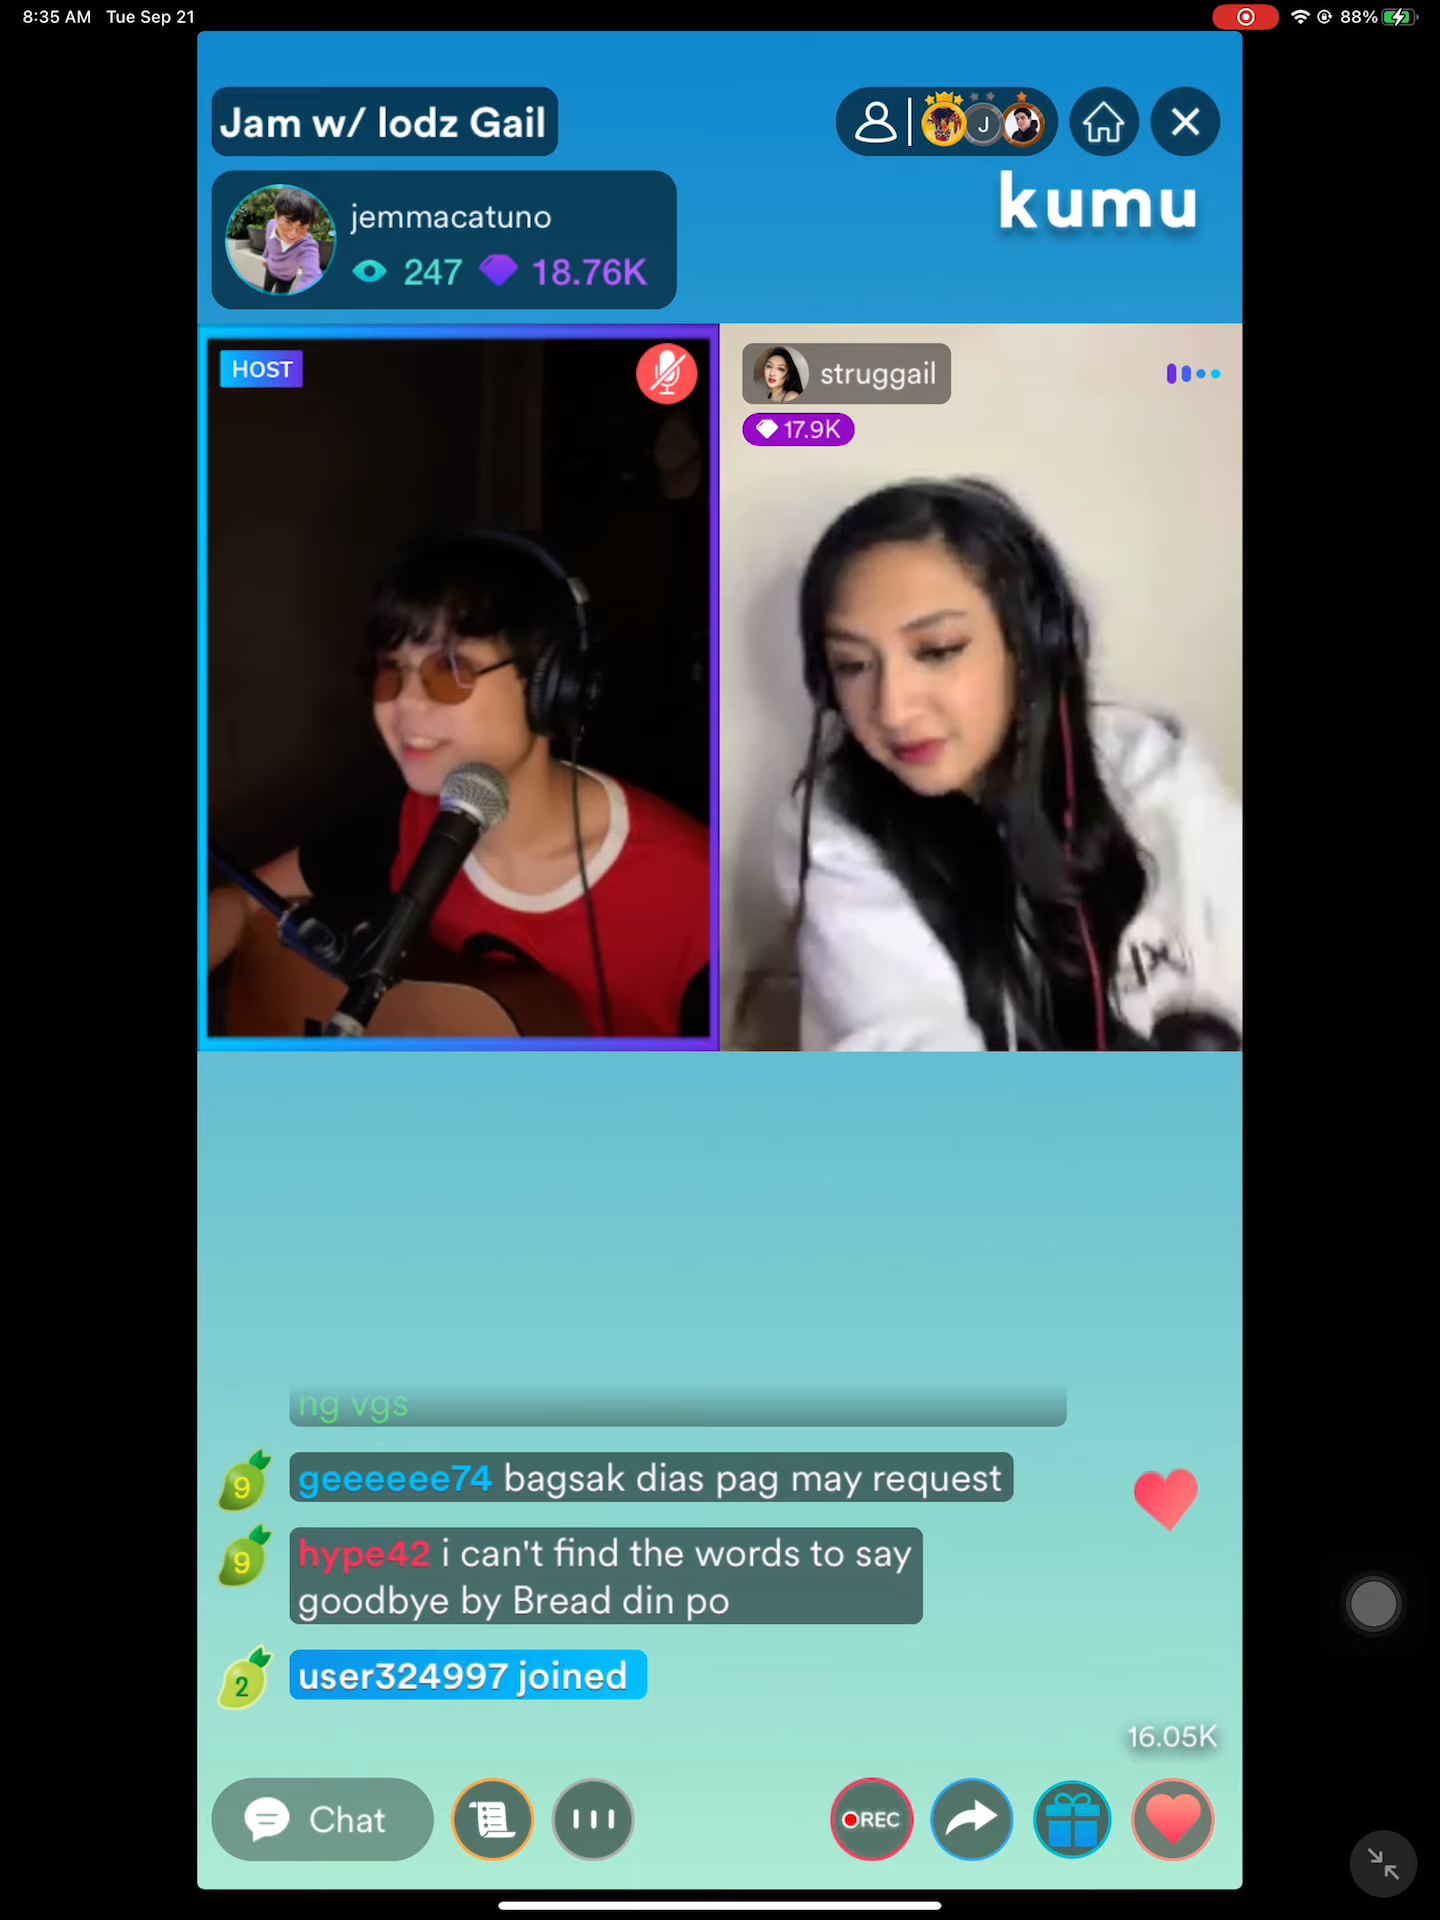 8:35 AM Tue Sep 21
88%
Jam w/ lodz Gail
J
jemmacatuno
247 18.76K
kumu
HOST
struggail
17.9K
ng vgs
9 geeeeee74 bagsak dias pag may request
9 hype42 i can't find the words to say
goodbye by Bread din po
2 user324997 joined
16.05K
Chat
REC